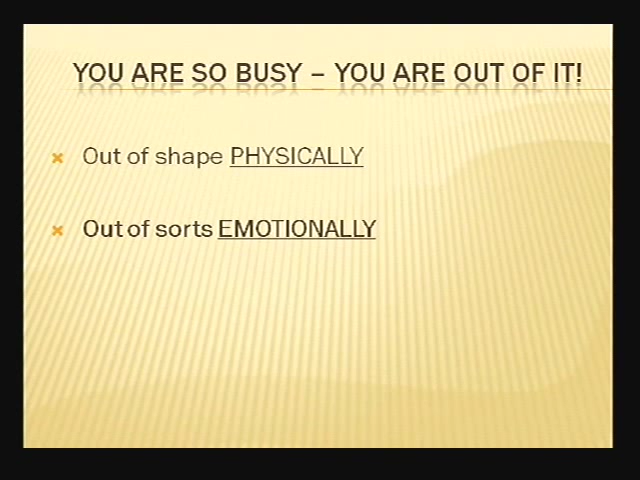 YOU ARE SO BUSY – YOU ARE OUT OF IT!
Out of shape PHYSICALLY
Out of sorts EMOTIONALLY